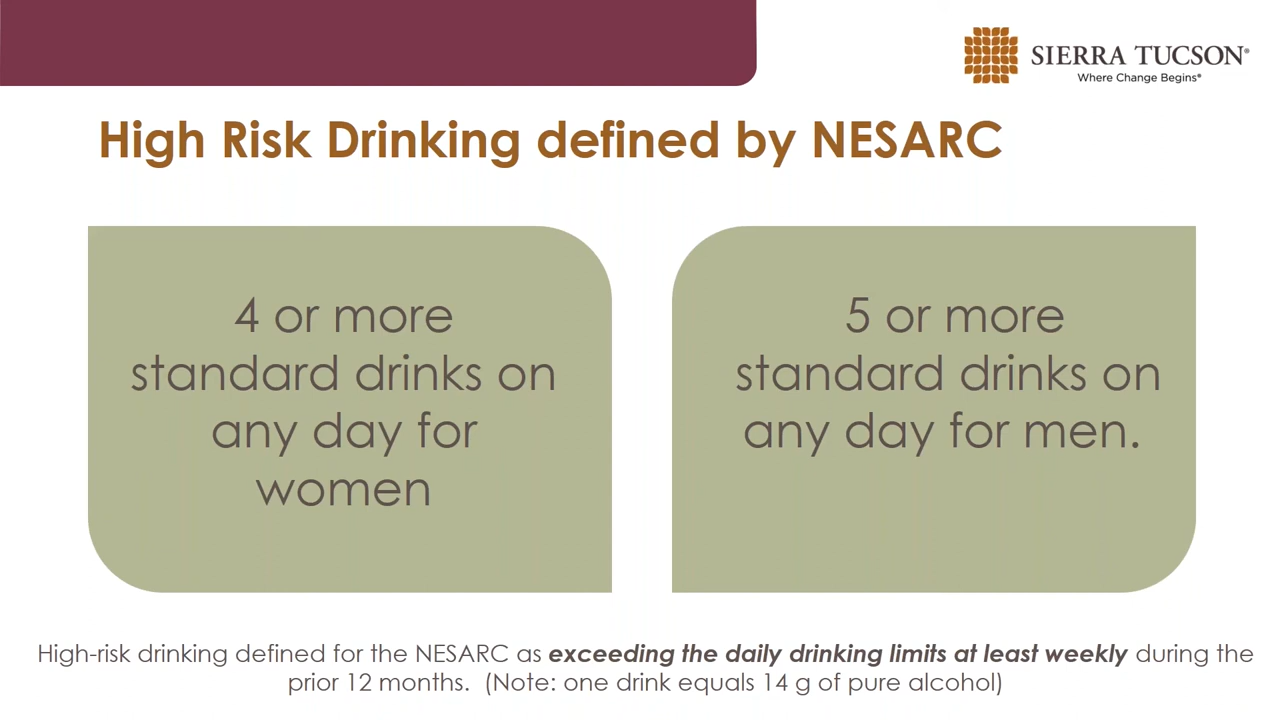 SIERRA TUCSON®
Where Change Begins®
High Risk Drinking defined by NESARC
4 or more
standard drinks on
any day for
women
5 or more
standard drinks on
any day for men.
High-risk drinking defined for the NESARC as exceeding the daily drinking limits at least weekly during the
prior 12 months.  (Note: one drink equals 14 g of pure alcohol)